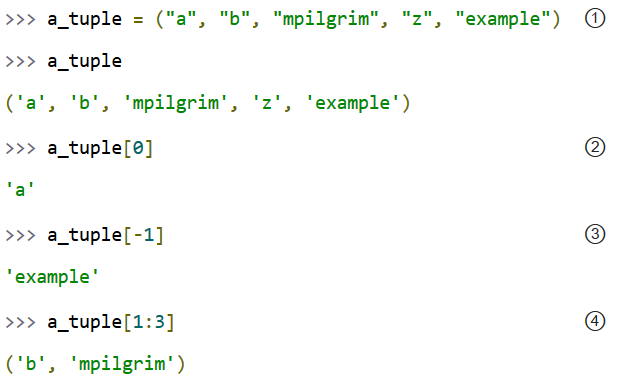 >>> a_tuple = ("a", "b", "mpilgrim", "z", "example") ①
>>> a_tuple
('a', 'b', 'mpilgrim', 'z', 'example')
>>> a_tuple[0] ②
'a'
>>> a_tuple[-1] ③
'example'
>>> a_tuple[1:3] ④
('b', 'mpilgrim')